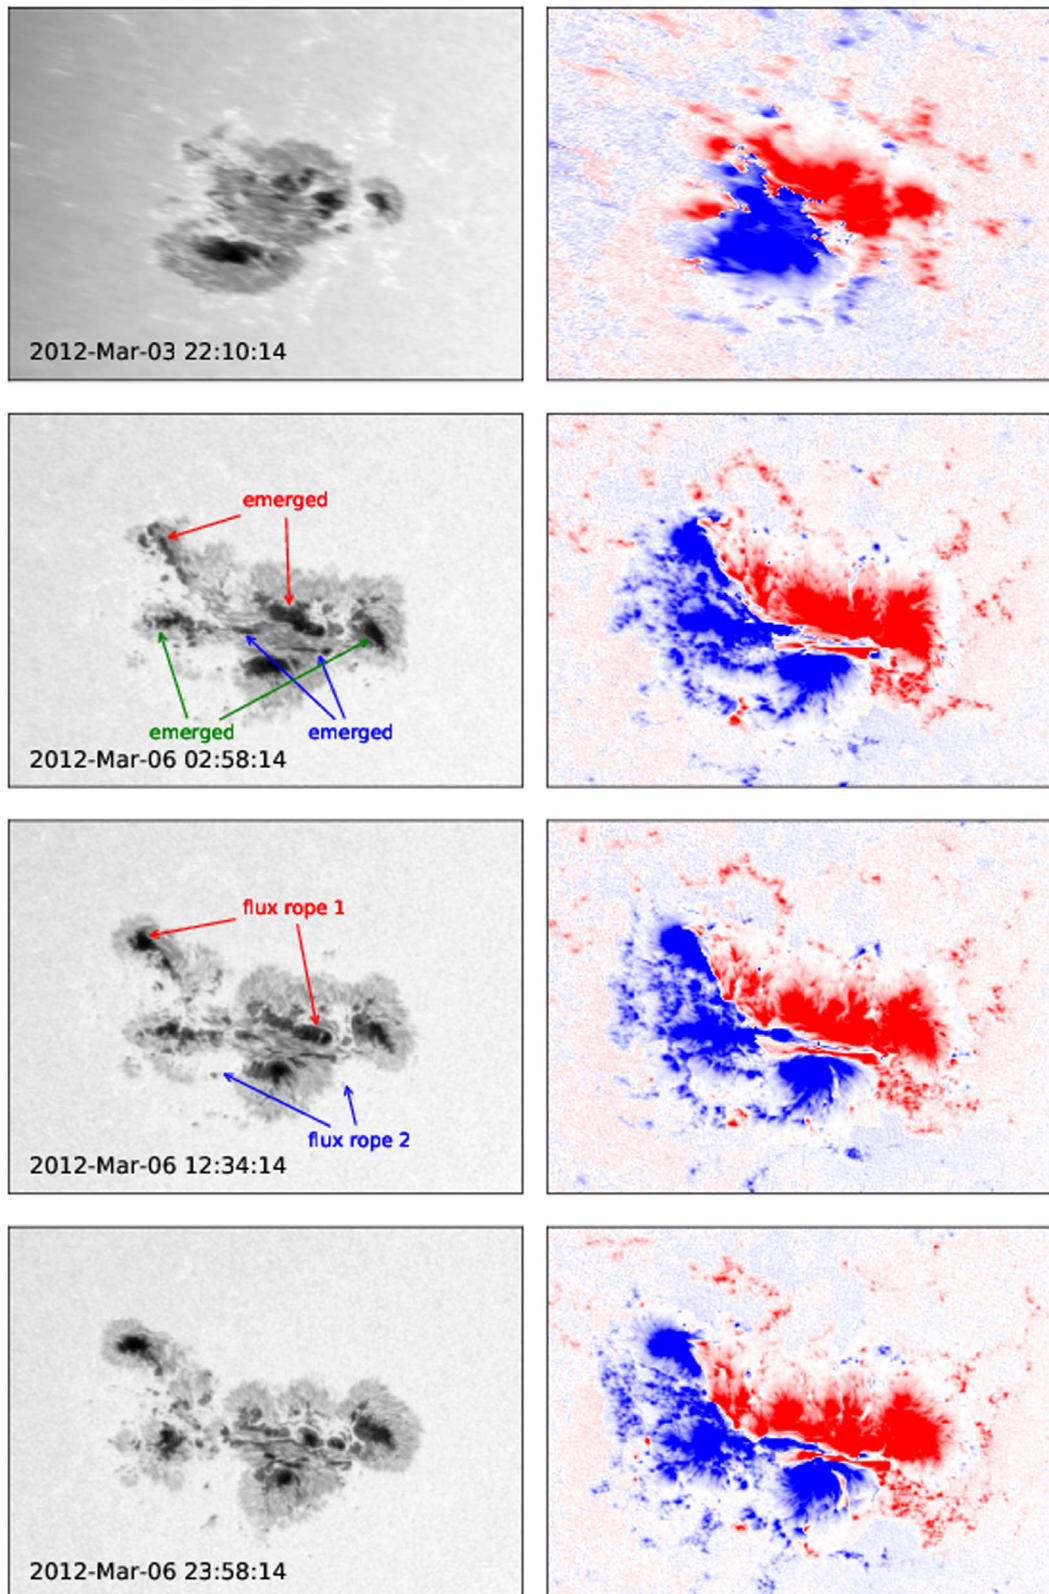 2012-Mar-03 22:10:14
emerged
emerged
emerged
2012-Mar-06 02:58:14
flux rope 1
flux rope 2
2012-Mar-06 12:34:14
2012-Mar-06 23:58:14